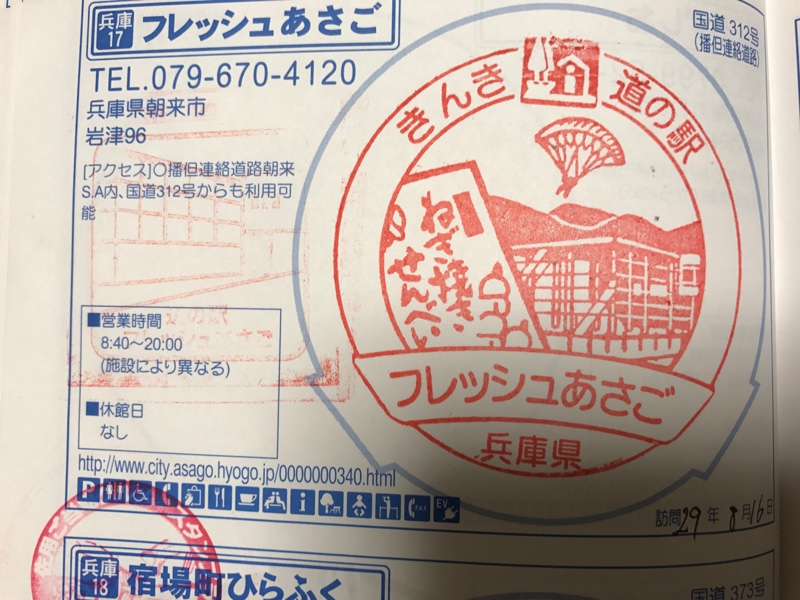 兵庫
17
フレッシュあさご
TEL.079-670-4120
兵庫県朝来市
岩津96
[アクセス]○播但連絡道路朝来
S.A内、国道312号からも利用可
能
■営業時間
8:40～20:00
(施設により異なる)
■休館日
なし
http://www.city.asago.hyogo.jp/0000000340.html
P
i
FAX
EV
国道 312号
(播但連絡道路)
きんき
道の駅
ねぎ焼き
せんべい
フレッシュあさご
兵庫県
訪問29年8月16日
兵庫
18
宿場町ひらふく
国道 373号